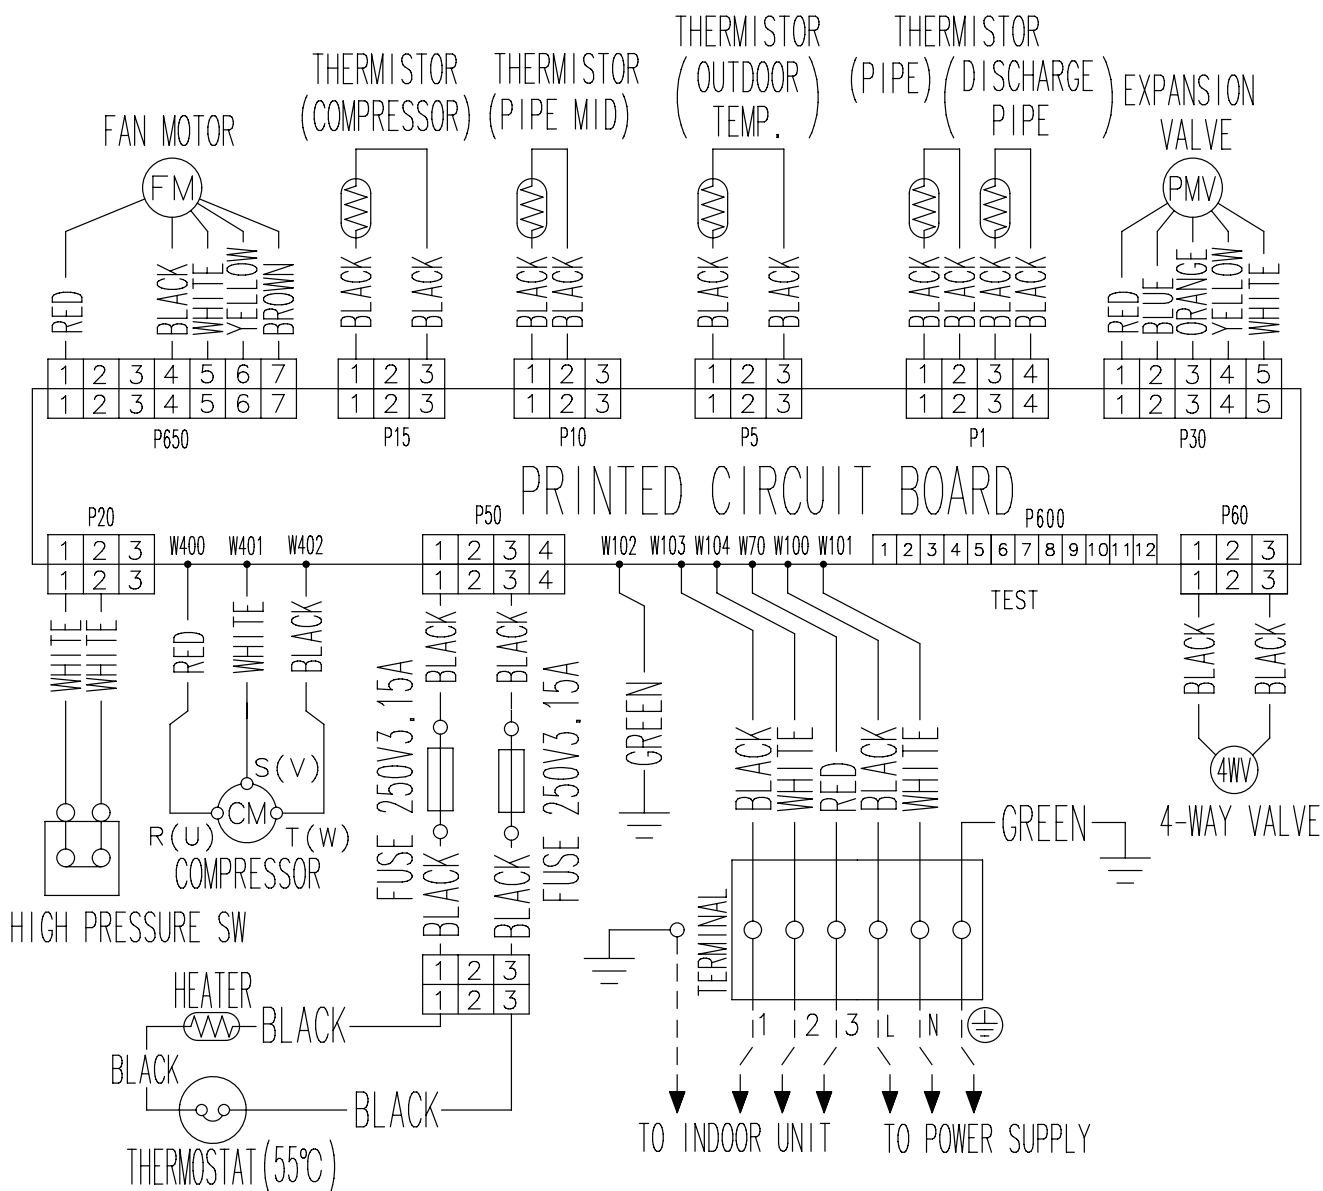 THERMISTOR
(OUTDOOR
TEMP.)
THERMISTOR
(PIPE) (DISCHARGE
PIPE)
THERMISTOR
(COMPRESSOR)
THERMISTOR
(PIPE MID)
EXPANSION
VALVE
FAN MOTOR
FM
PMV
RED
BLACK
WHITE
YELLOW
BROWN
BLACK
BLACK
BLACK
BLACK
BLACK
BLACK
BLACK
BLACK
BLACK
BLACK
RED
BLUE
ORANGE
YELLOW
WHITE
1 2 3 4 5 6 7
1 2 3 4 5 6 7
P650
1 2 3
1 2 3
P15
1 2 3
1 2 3
P10
1 2 3
1 2 3
P5
1 2 3 4
1 2 3 4
P1
1 2 3 4 5
1 2 3 4 5
P30
PRINTED CIRCUIT BOARD
P20
1 2 3
1 2 3
W400
W401
W402
P50
1 2 3 4
1 2 3 4
W102
W103
W104
W70
W100
W101
P600
1 2 3 4 5 6 7 8 9 10 11 12
TEST
P60
1 2 3
1 2 3
WHITE
WHITE
RED
WHITE
BLACK
BLACK
BLACK
FUSE 250V3.15A
FUSE 250V3.15A
GREEN
BLACK
WHITE
RED
BLACK
WHITE
BLACK
BLACK
4WV
4-WAY VALVE
GREEN
S(V)
CM
R(U)
T(W)
COMPRESSOR
HIGH PRESSURE SW
BLACK
BLACK
1 2 3
1 2 3
TERMINAL
1 2 3 L N
HEATER
BLACK
BLACK
BLACK
THERMOSTAT(55℃)
TO INDOOR UNIT
TO POWER SUPPLY